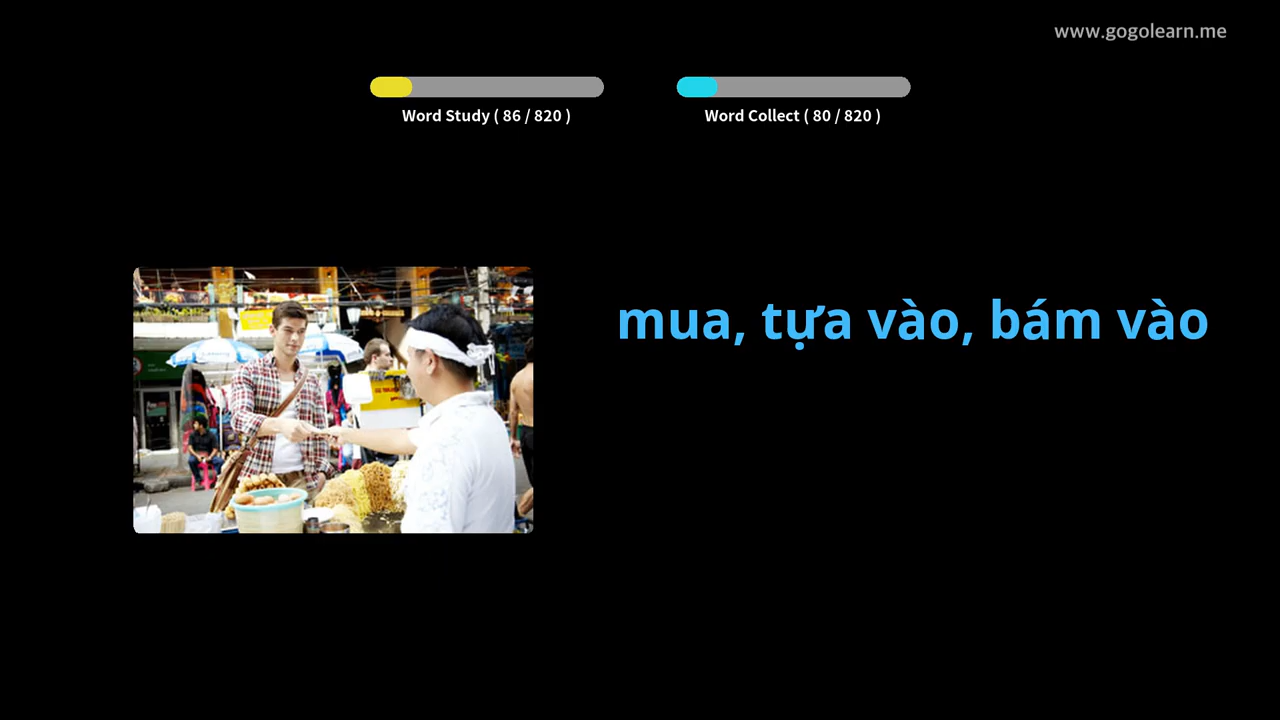 www.gogolearn.me
Word Study ( 86 / 820 )
Word Collect ( 80 / 820 )
mua, tựa vào, bám vào